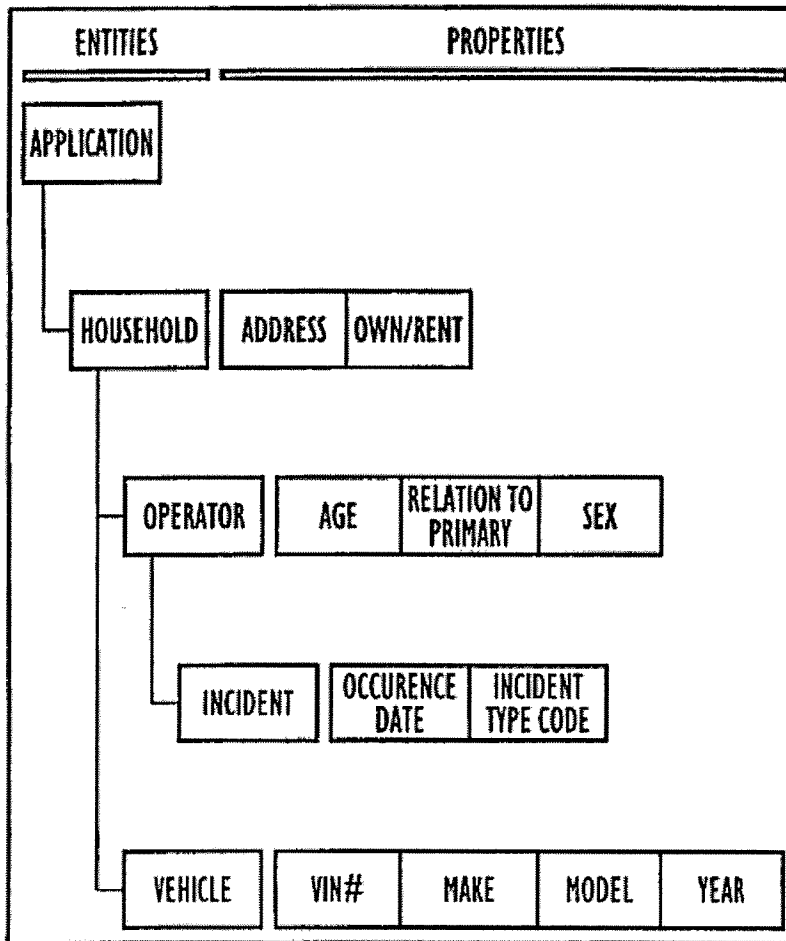 ENTITIES PROPERTIES
APPLICATION
HOUSEHOLD ADDRESS OWN/RENT
OPERATOR AGE RELATION TO PRIMARY SEX
INCIDENT OCCURENCE DATE INCIDENT TYPE CODE
VEHICLE VIN# MAKE MODEL YEAR